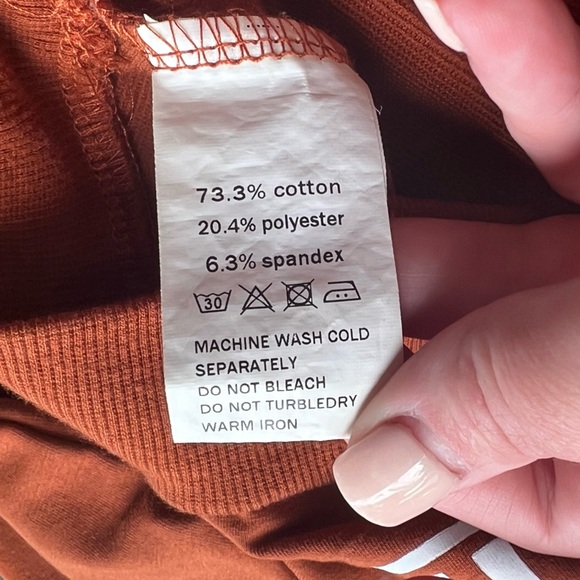 73.3% cotton
20.4% polyester
6.3% spandex
30
MACHINE WASH COLD
SEPARATELY
DO NOT BLEACH
DO NOT TURBLEDRY
WARM IRON